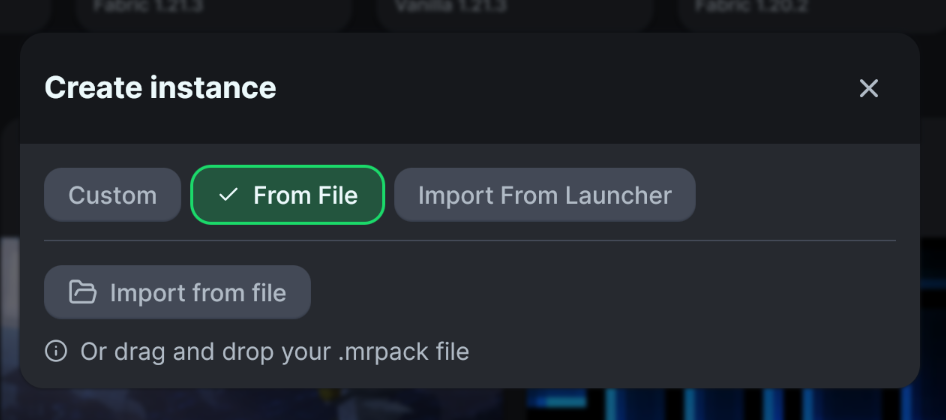 Fabric 1.21.3
Vanilla 1.21.3
Fabric 1.20.2
Create instance
Custom
From File
Import From Launcher
Import from file
Or drag and drop your .mrpack file